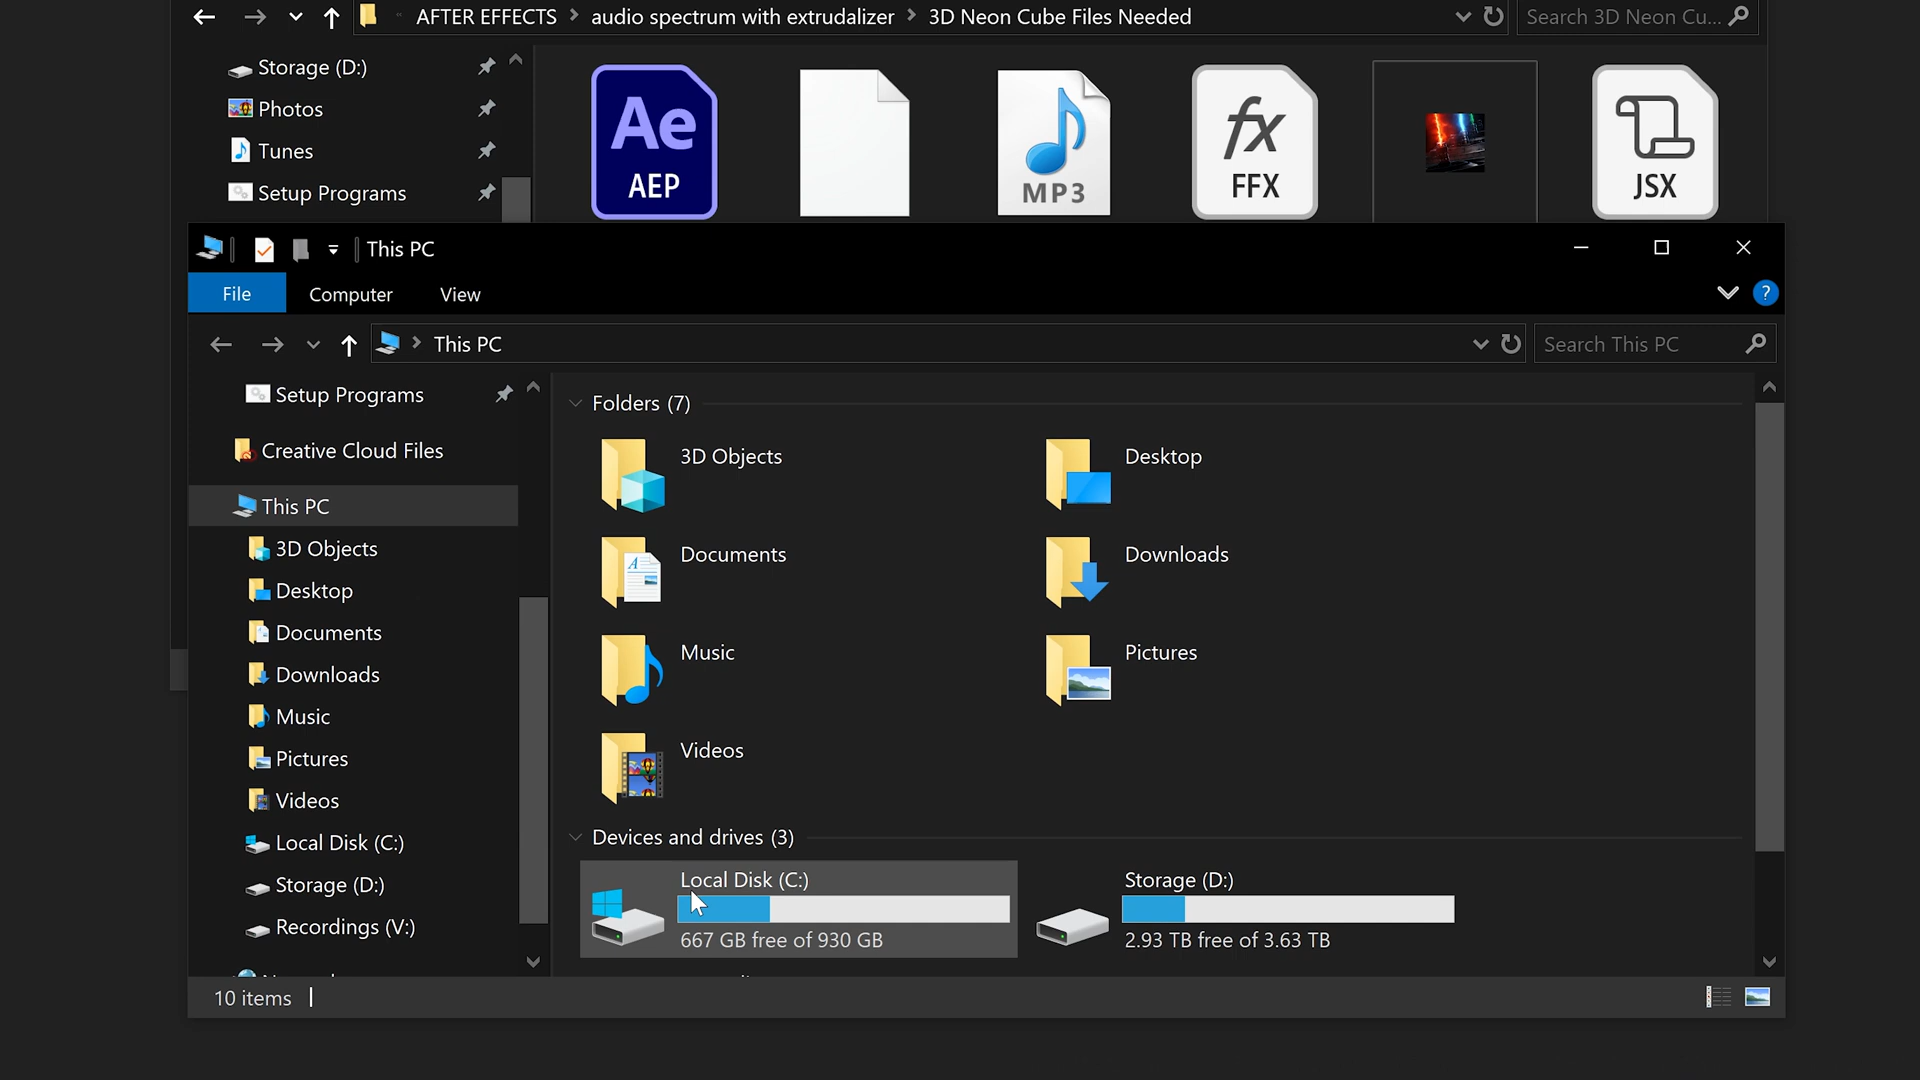 AFTER EFFECTS > audio spectrum with extrudalizer > 3D Neon Cube Files Needed
Search 3D Neon Cu...
Storage (D:)
Photos
Tunes
Setup Programs
Ae
AEP
MP3
fx
FFX
JSX
This PC
File
Computer
View
?
This PC
Search This PC
Setup Programs
Creative Cloud Files
This PC
3D Objects
Desktop
Documents
Downloads
Music
Pictures
Videos
Local Disk (C:)
Storage (D:)
Recordings (V:)
Folders (7)
3D Objects
Desktop
Documents
Downloads
Music
Pictures
Videos
Devices and drives (3)
Local Disk (C:)
667 GB free of 930 GB
Storage (D:)
2.93 TB free of 3.63 TB
10 items